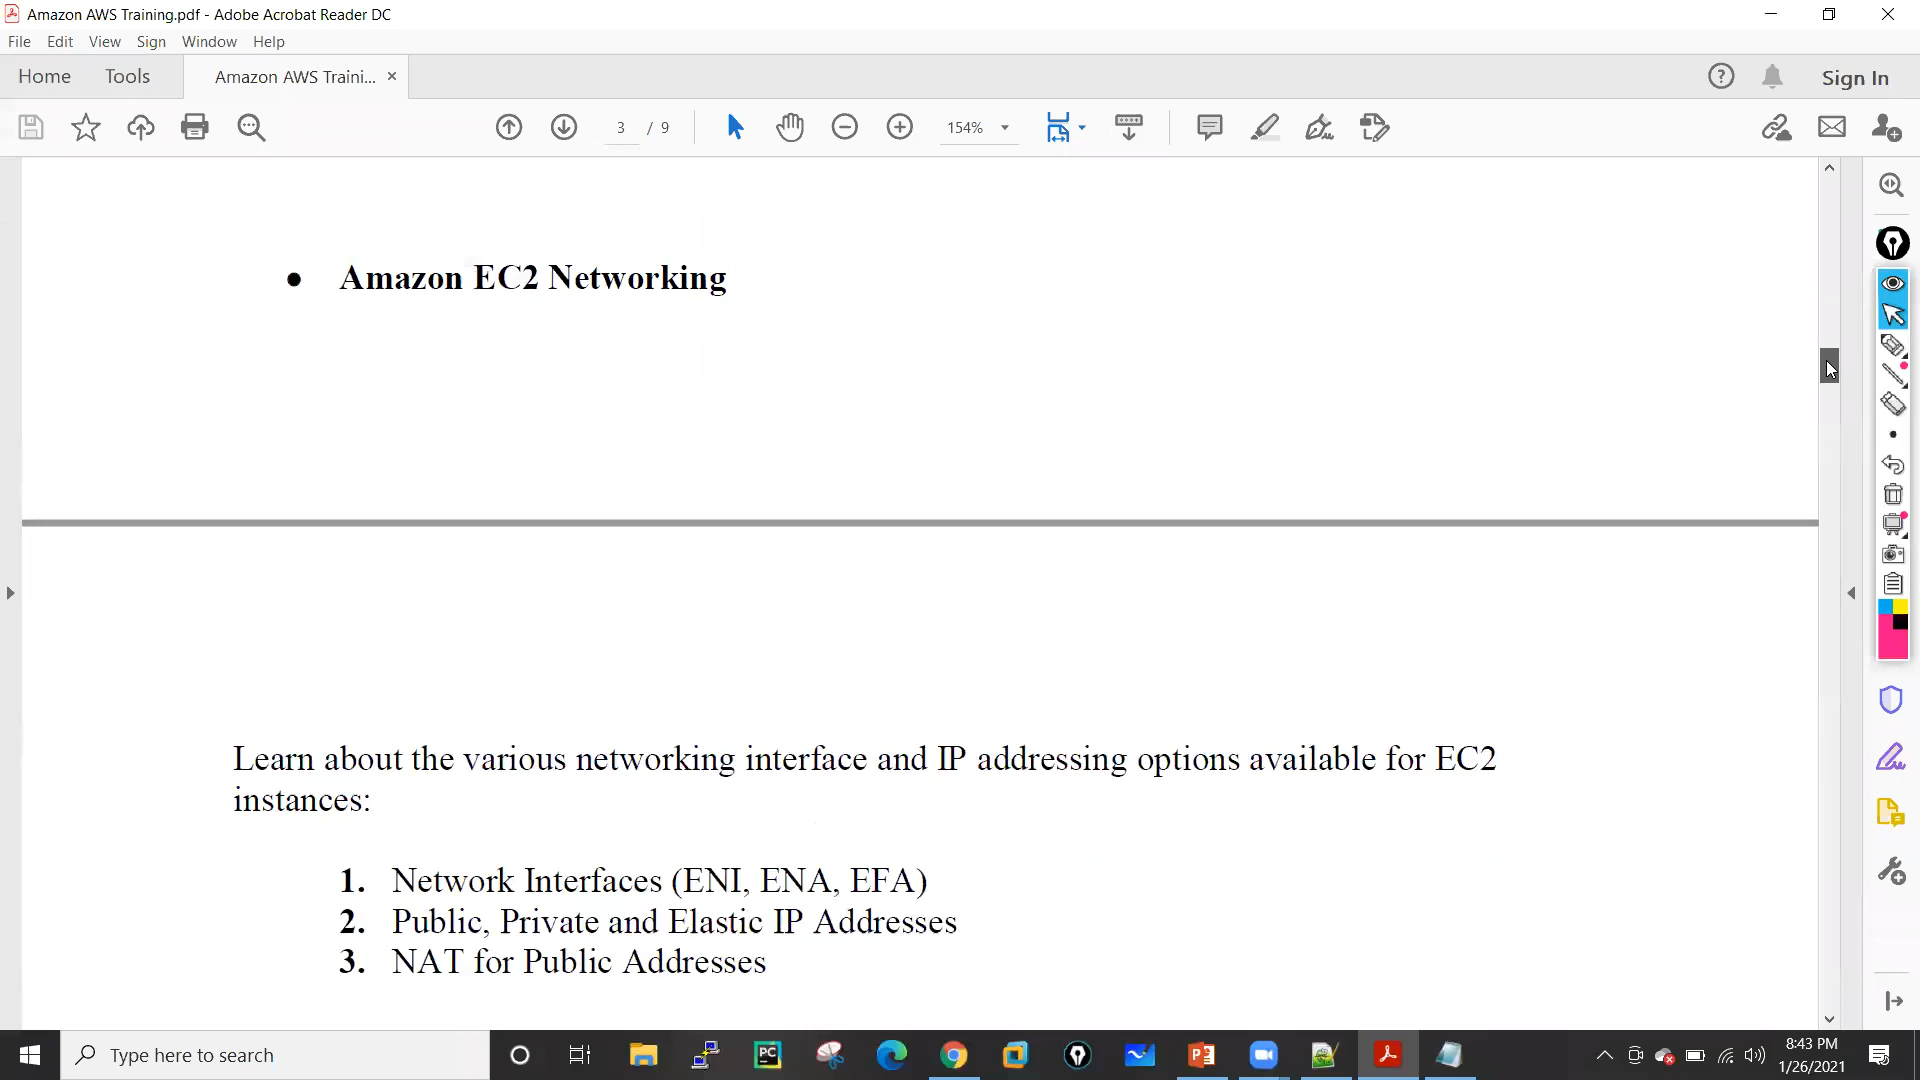 Amazon AWS Training.pdf - Adobe Acrobat Reader DC
File Edit View Sign Window Help
Home Tools Amazon AWS Traini... × Sign In
3 / 9 154%
• Amazon EC2 Networking
Learn about the various networking interface and IP addressing options available for EC2
instances:
1. Network Interfaces (ENI, ENA, EFA)
2. Public, Private and Elastic IP Addresses
3. NAT for Public Addresses
Type here to search
8:43 PM
1/26/2021